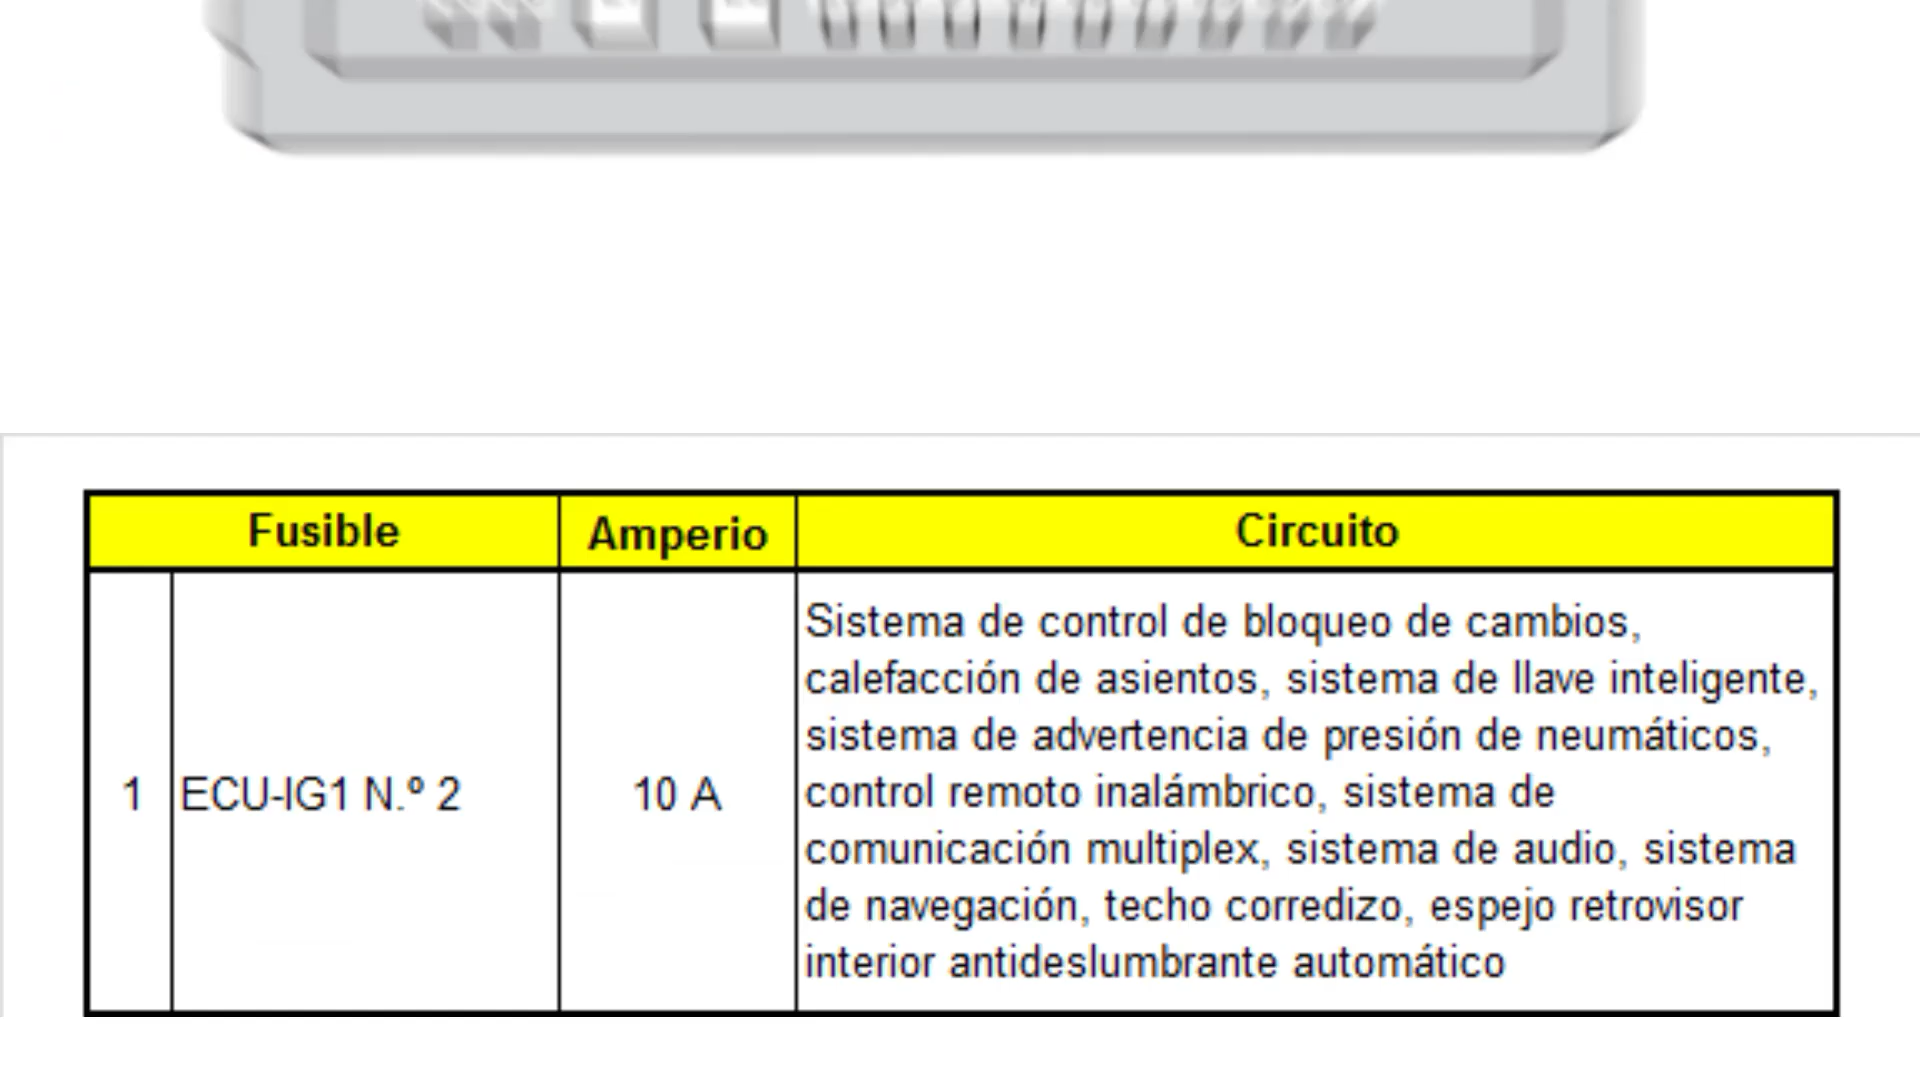 Fusible Amperio Circuito
Sistema de control de bloqueo de cambios,
calefacción de asientos, sistema de llave inteligente,
sistema de advertencia de presión de neumáticos,
1 ECU-IG1 N.º 2 10 A control remoto inalámbrico, sistema de
comunicación multiplex, sistema de audio, sistema
de navegación, techo corredizo, espejo retrovisor
interior antideslumbrante automático